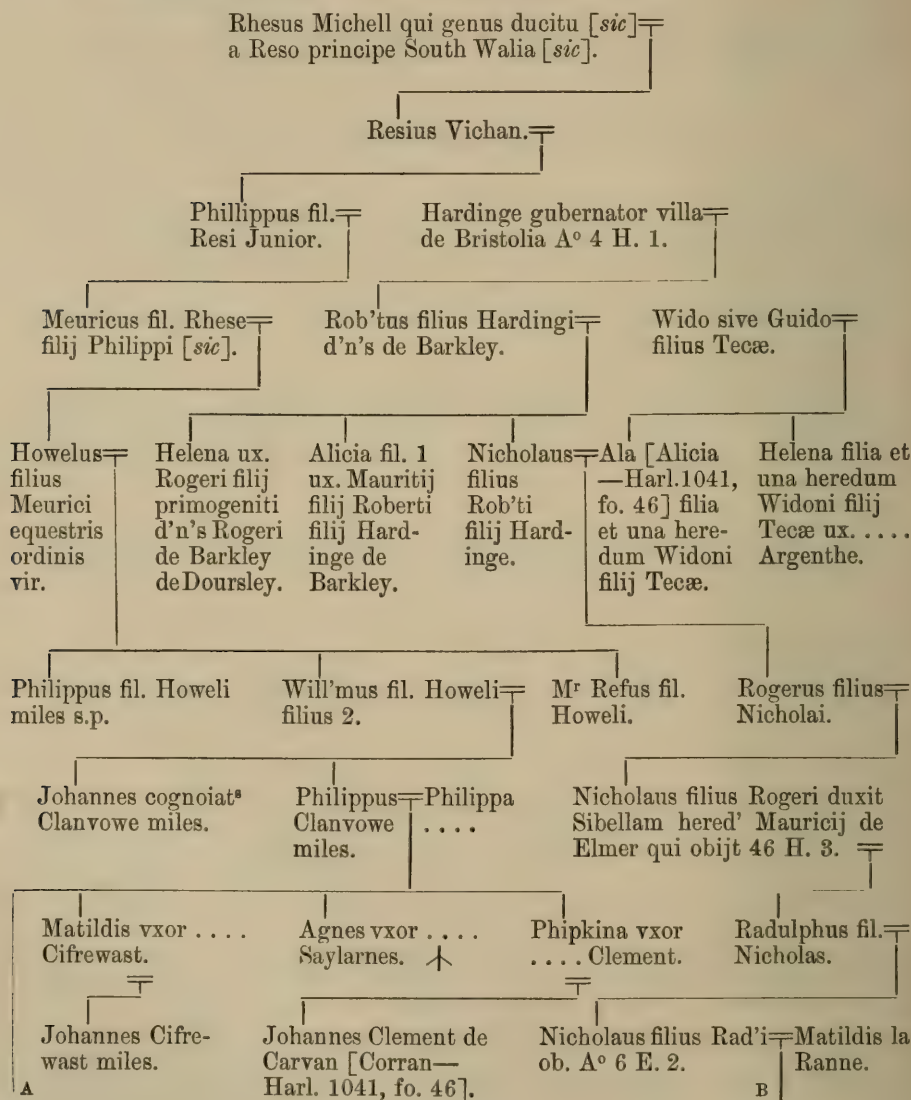 Rhesus Michell qui genus ducitu [sic]
a Reso principe South Walia [sic].
Resius Vichan.
Phillippus fil.
Resi Junior.
Hardinge gubernator villa
de Bristolia Aº 4 H. 1.
Meuricus fil. Rhese
filij Philippi [sic].
Rob'tus filius Hardingi
d'n's de Barkley.
Wido sive Guido
filius Tecæ.
Howelus
filius
Meurici
equestris
ordinis
vir.
Helena ux.
Rogeri filij
primogeniti
d'n's Rogeri
de Barkley
de Doursley.
Alicia fil. 1
ux. Mauritij
filij Roberti
filij Hard-
inge de
Barkley.
Nicholaus
filius
Rob'ti
filij Hard-
inge.
Ala [Alicia
—Harl. 1041,
fo. 46] filia
et una here-
dum Widoni
filij Tecæ.
Helena filia et
una heredum
Widoni filij
Tecæ ux. . . . .
Argenthe.
Philippus fil. Howeli
miles s.p.
Will'mus fil. Howeli
filius 2.
Mʳ Refus fil.
Howeli.
Rogerus filius
Nicholai.
Johannes cognoiatˢ
Clanvowe miles.
Philippus
Clanvowe
miles.
Philippa
. . . .
Nicholaus filius Rogeri duxit
Sibellam hered' Mauricij de
Elmer qui obijt 46 H. 3.
Matildis vxor . . . .
Cifrewast.
Agnes vxor . . . .
Saylarnes.
Phipkina vxor
. . . . Clement.
Radulphus fil.
Nicholas.
Johannes Cifre-
wast miles.
Johannes Clement de
Carvan [Corran—
Harl. 1041, fo. 46].
Nicholaus filius Rad'i
ob. Aº 6 E. 2.
Matildis la
Ranne.
A
B